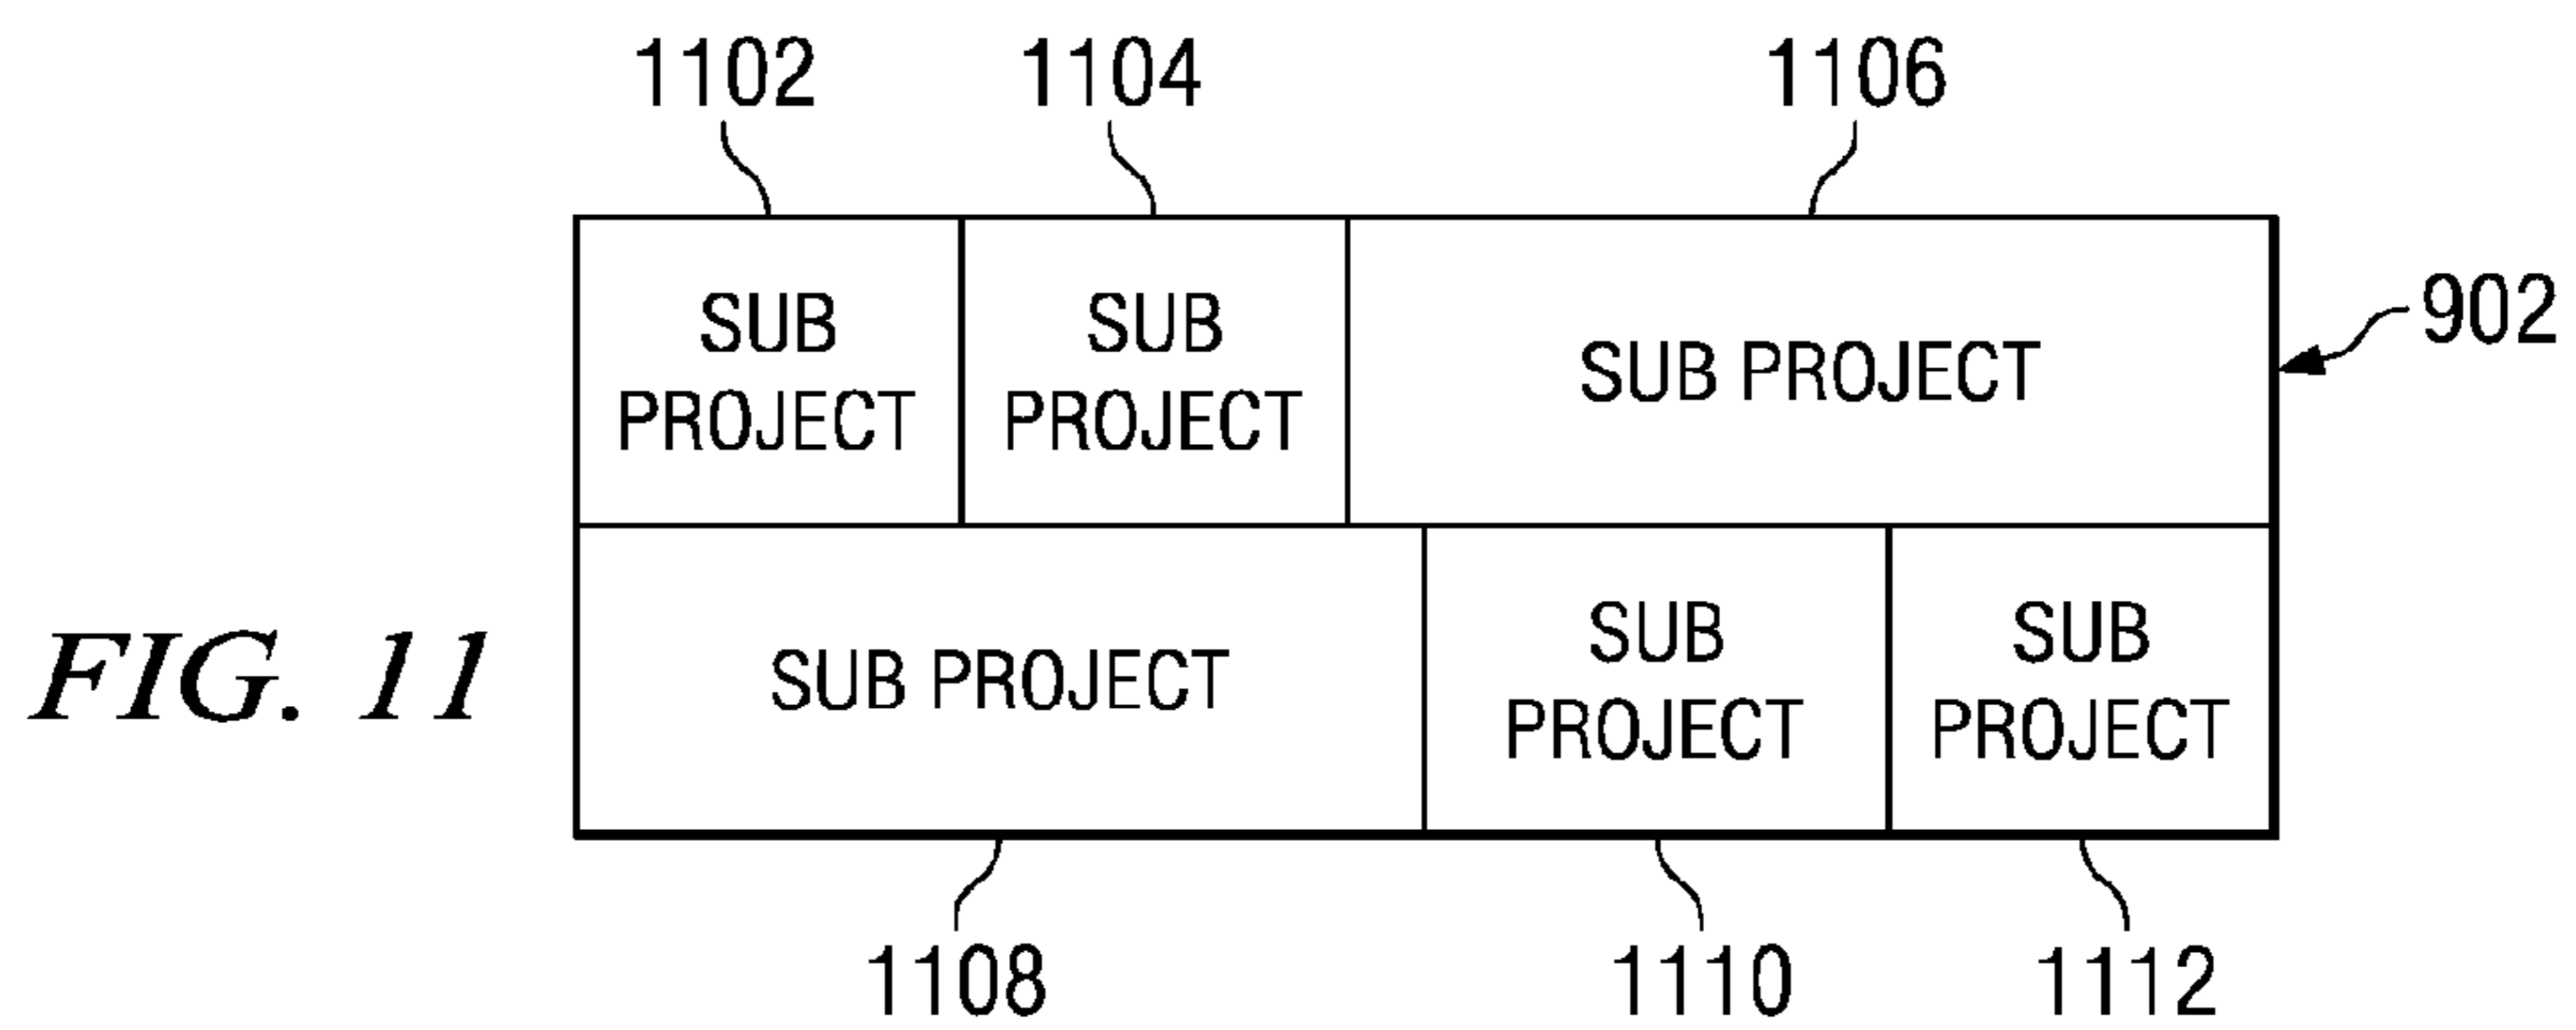 1102 1104 1106
SUB
PROJECT
SUB
PROJECT
SUB PROJECT
902
SUB PROJECT
SUB
PROJECT
SUB
PROJECT
FIG. 11
1108 1110 1112